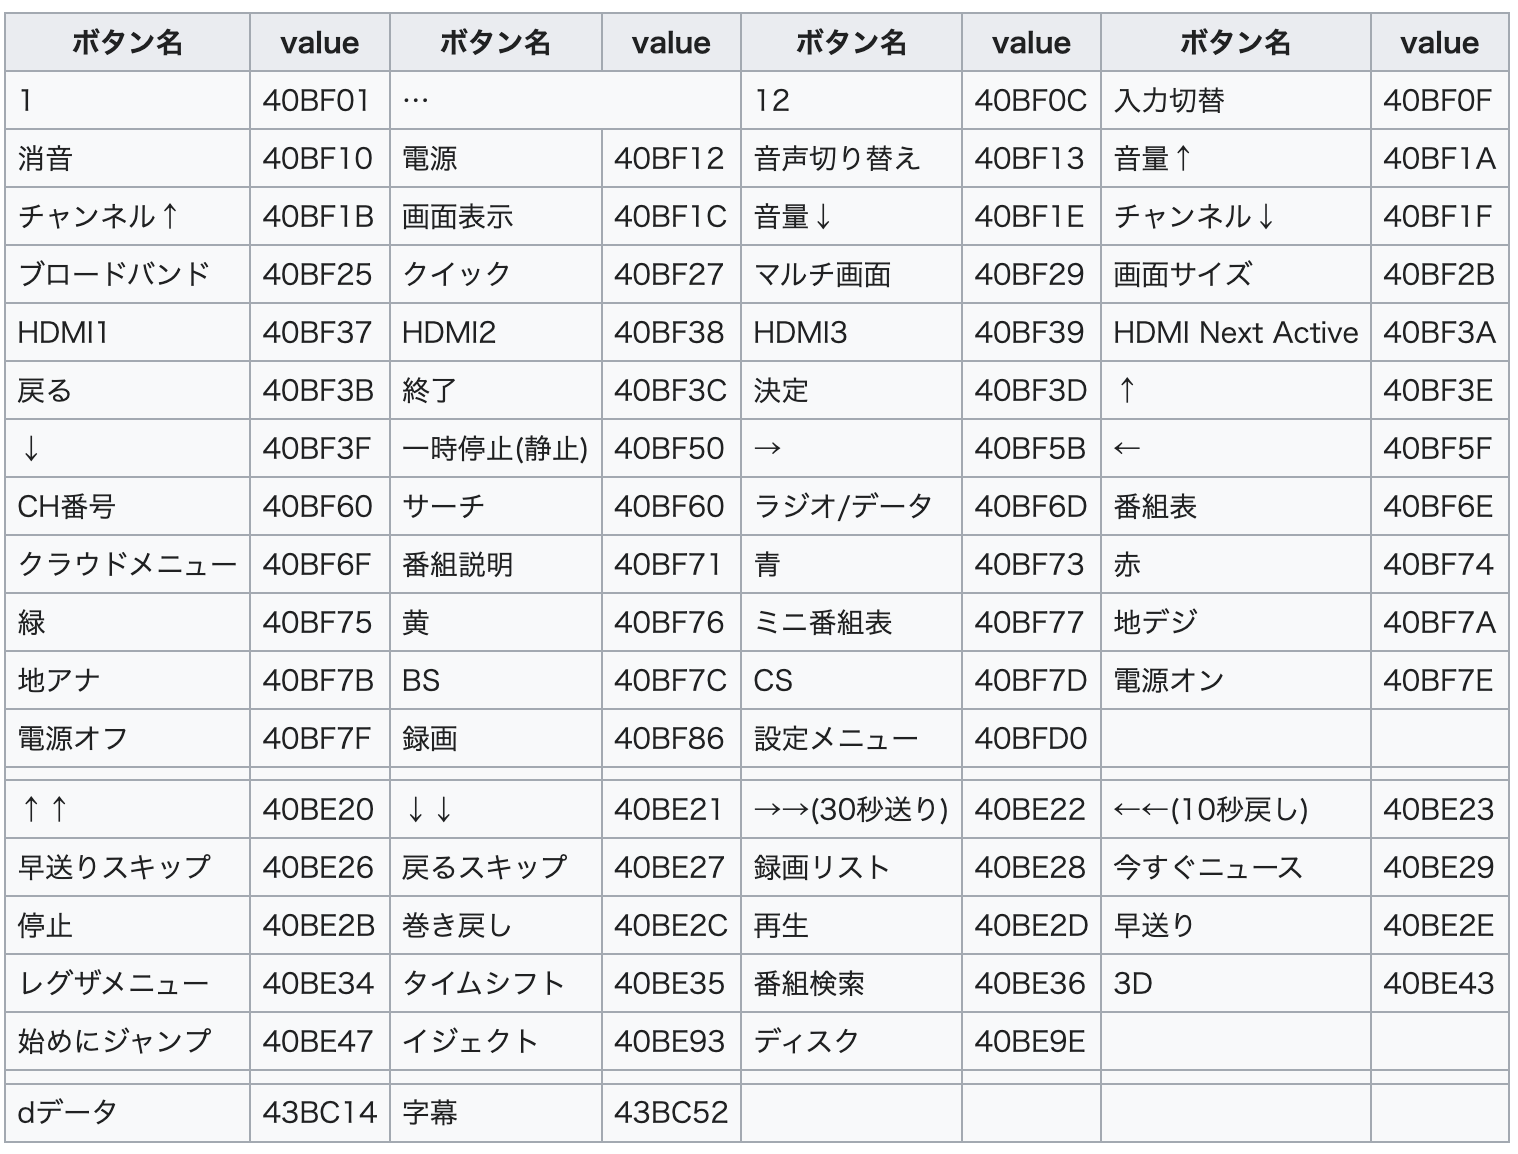 ボタン名 value ボタン名 value ボタン名 value ボタン名 value
1 40BF01 … 12 40BF0C 入力切替 40BF0F
消音 40BF10 電源 40BF12 音声切り替え 40BF13 音量↑ 40BF1A
チャンネル↑ 40BF1B 画面表示 40BF1C 音量↓ 40BF1E チャンネル↓ 40BF1F
ブロードバンド 40BF25 クイック 40BF27 マルチ画面 40BF29 画面サイズ 40BF2B
HDMI1 40BF37 HDMI2 40BF38 HDMI3 40BF39 HDMI Next Active 40BF3A
戻る 40BF3B 終了 40BF3C 決定 40BF3D ↑ 40BF3E
↓ 40BF3F 一時停止(静止) 40BF50 → 40BF5B ← 40BF5F
CH番号 40BF60 サーチ 40BF60 ラジオ/データ 40BF6D 番組表 40BF6E
クラウドメニュー 40BF6F 番組説明 40BF71 青 40BF73 赤 40BF74
緑 40BF75 黄 40BF76 ミニ番組表 40BF77 地デジ 40BF7A
地アナ 40BF7B BS 40BF7C CS 40BF7D 電源オン 40BF7E
電源オフ 40BF7F 録画 40BF86 設定メニュー 40BFD0
↑↑ 40BE20 ↓↓ 40BE21 →→(30秒送り) 40BE22 ←←(10秒戻し) 40BE23
早送りスキップ 40BE26 戻るスキップ 40BE27 録画リスト 40BE28 今すぐニュース 40BE29
停止 40BE2B 巻き戻し 40BE2C 再生 40BE2D 早送り 40BE2E
レグザメニュー 40BE34 タイムシフト 40BE35 番組検索 40BE36 3D 40BE43
始めにジャンプ 40BE47 イジェクト 40BE93 ディスク 40BE9E
dデータ 43BC14 字幕 43BC52